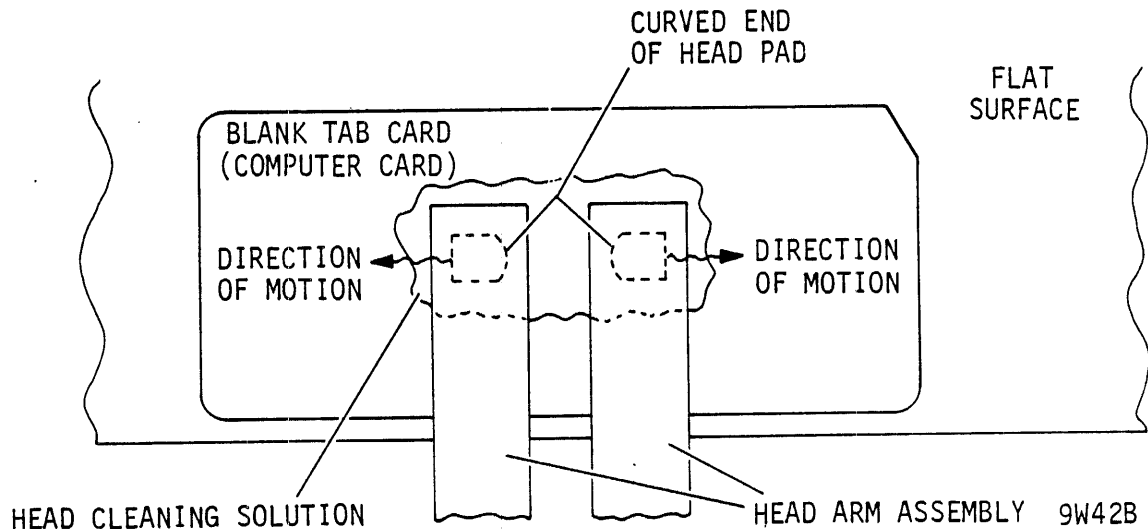 CURVED END
OF HEAD PAD
FLAT
SURFACE
BLANK TAB CARD
(COMPUTER CARD)
DIRECTION
OF MOTION
DIRECTION
OF MOTION
HEAD CLEANING SOLUTION
HEAD ARM ASSEMBLY 9W42B